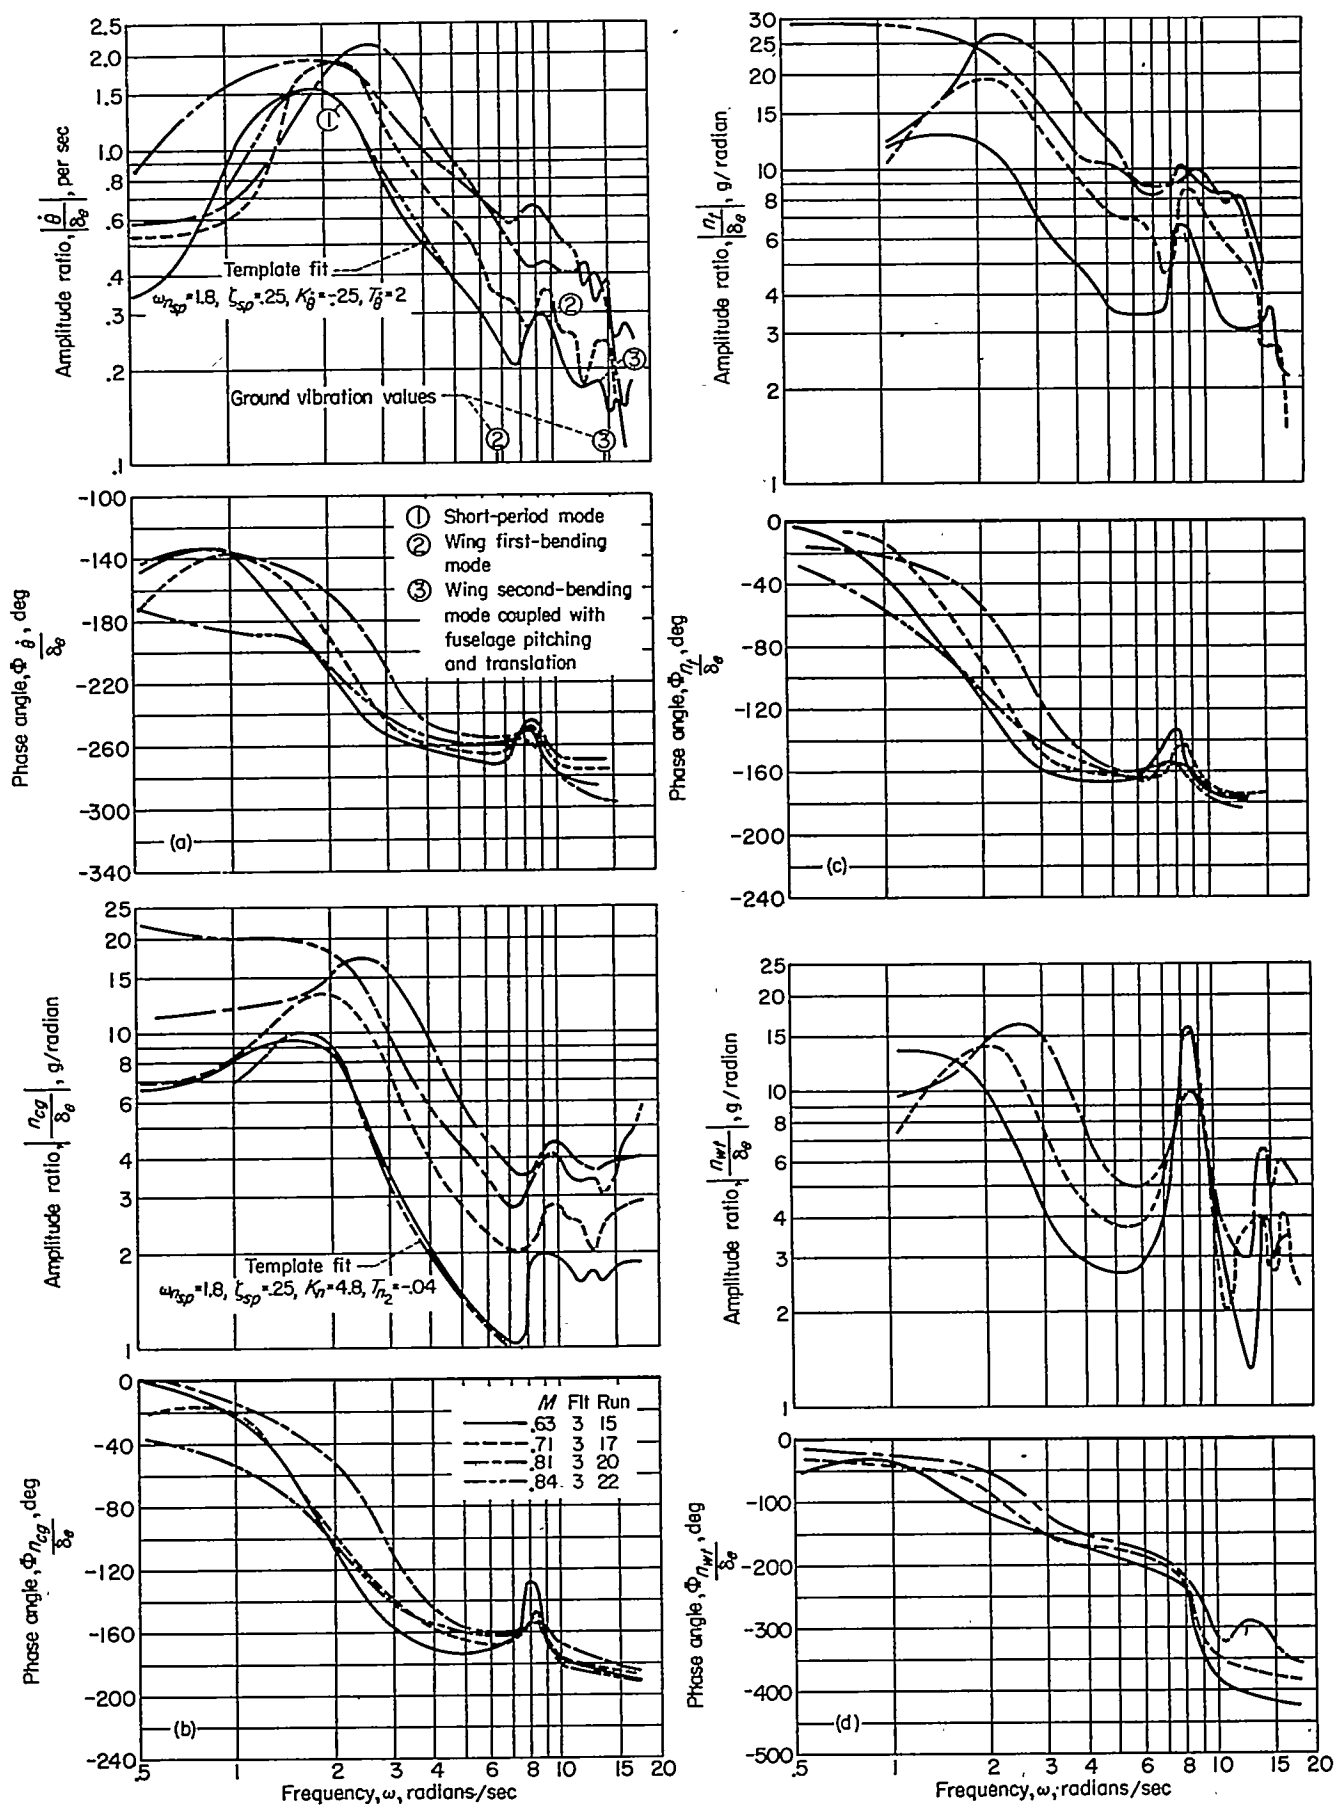 2.5
2.0
1.5
1.0
.8
.6
.4
.3
.2
.1
Amplitude ratio, |θ̇/δe|, per sec
①
Template fit
ωnsp=1.8, ζsp=.25, Kθ̇=-.25, Tθ̇=2
②
③
Ground vibration values
②
③
-100
-140
-180
-220
-260
-300
-340
Phase angle, Φ θ̇/δe, deg
① Short-period mode
② Wing first-bending
mode
③ Wing second-bending
mode coupled with
fuselage pitching
and translation
(a)
25
20
15
10
8
6
4
3
2
1
Amplitude ratio, |ncg/δe|, g/radian
Template fit
ωnsp=1.8, ζsp=.25, Kn=4.8, Tn2=-.04
0
-40
-80
-120
-160
-200
-240
Phase angle, Φ ncg/δe, deg
M Flt Run
.63 3 15
.71 3 17
.81 3 20
.84 3 22
(b)
.5 1 2 3 4 6 8 10 15 20
Frequency, ω, radians/sec
30
25
20
15
10
8
6
4
3
2
1
Amplitude ratio, |nt/δe|, g/radian
0
-40
-80
-120
-160
-200
-240
Phase angle, Φ nt/δe, deg
(c)
25
20
15
10
8
6
4
3
2
1
Amplitude ratio, |nwt/δe|, g/radian
0
-100
-200
-300
-400
-500
Phase angle, Φ nwt/δe, deg
(d)
.5 1 2 3 4 6 8 10 15 20
Frequency, ω, radians/sec